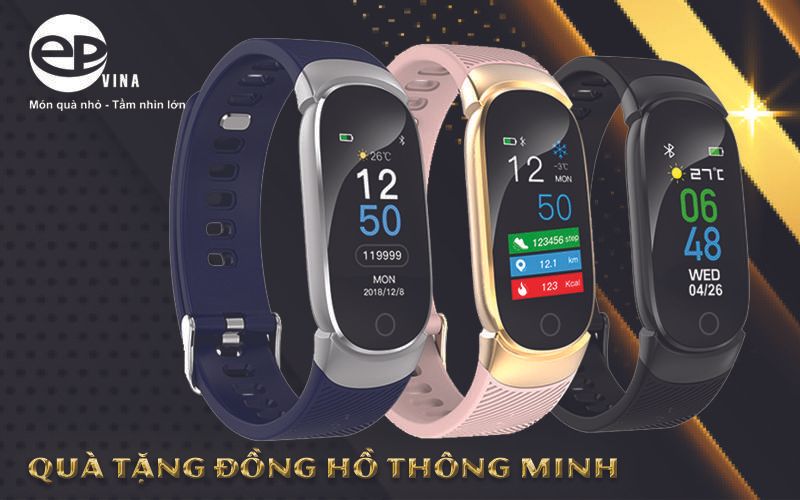 ep
VINA
Món quà nhỏ - Tầm nhìn lớn
26°C
12
50
119999
MON
2018/12/8
12
-3°C
MON
50
123456 step
12.1 km
123 Kcal
27°C
06
48
WED
04/26
QUÀ TẶNG ĐỒNG HỒ THÔNG MINH